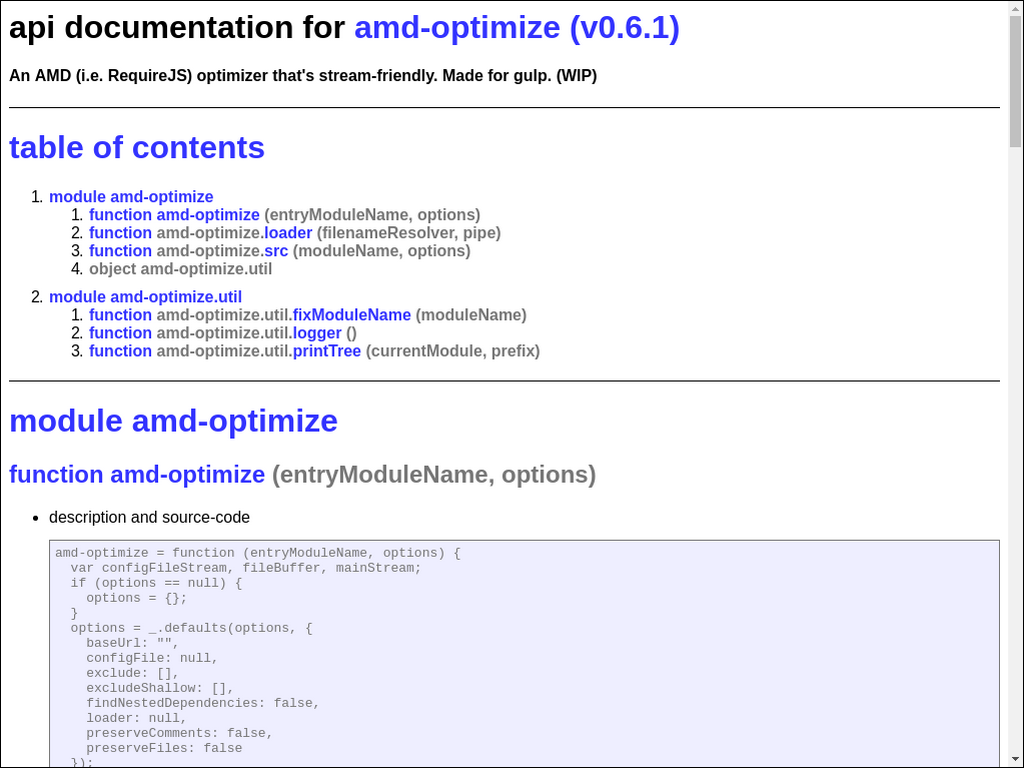 api documentation for amd-optimize (v0.6.1)
An AMD (i.e. RequireJS) optimizer that's stream-friendly. Made for gulp. (WIP)
table of contents
1. module amd-optimize
1. function amd-optimize (entryModuleName, options)
2. function amd-optimize.loader (filenameResolver, pipe)
3. function amd-optimize.src (moduleName, options)
4. object amd-optimize.util
2. module amd-optimize.util
1. function amd-optimize.util.fixModuleName (moduleName)
2. function amd-optimize.util.logger ()
3. function amd-optimize.util.printTree (currentModule, prefix)
module amd-optimize
function amd-optimize (entryModuleName, options)
• description and source-code
amd-optimize = function (entryModuleName, options) {
  var configFileStream, fileBuffer, mainStream;
  if (options == null) {
    options = {};
  }
  options = _.defaults(options, {
    baseUrl: "",
    configFile: null,
    exclude: [],
    excludeShallow: [],
    findNestedDependencies: false,
    loader: null,
    preserveComments: false,
    preserveFiles: false
  });